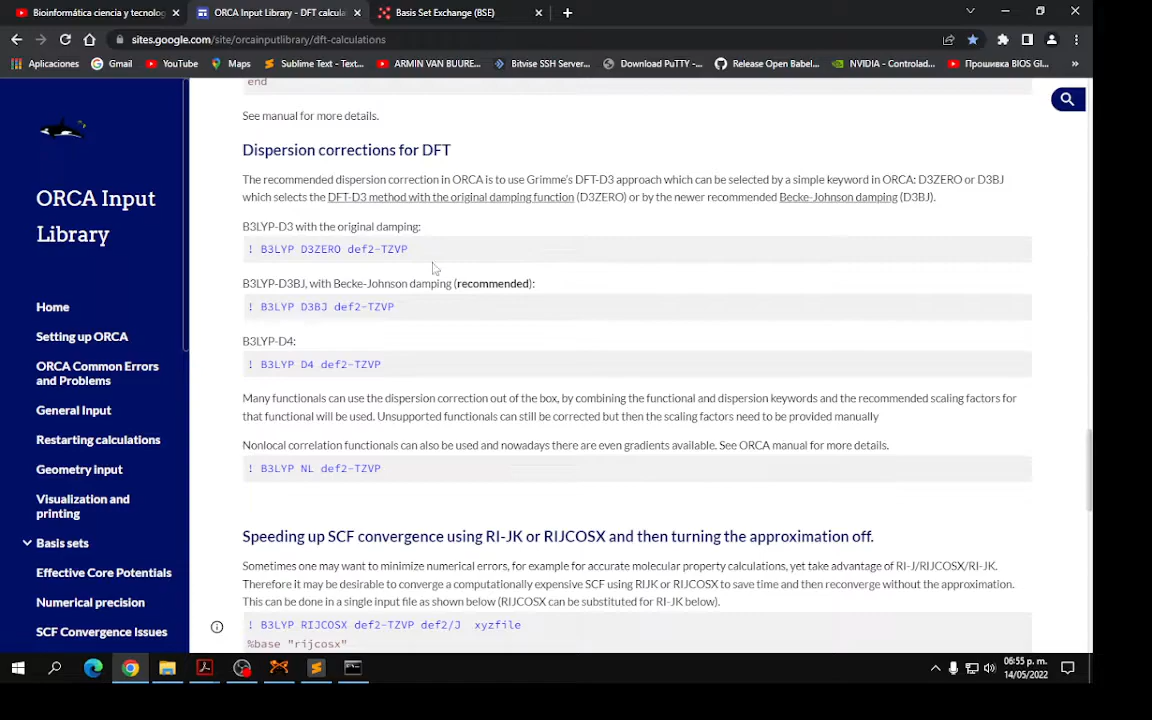 Bioinformática ciencia y tecnolog
ORCA Input Library - DFT calcula
Basis Set Exchange (BSE)
sites.google.com/site/orcainputlibrary/dft-calculations
Aplicaciones
Gmail
YouTube
Maps
Sublime Text - Text...
ARMIN VAN BUURE...
Bitvise SSH Server...
Download PuTTY -...
Release Open Babel...
NVIDIA - Controlad...
Прошивка BIOS GI...
»
ORCA Input
Library
Home
Setting up ORCA
ORCA Common Errors
and Problems
General Input
Restarting calculations
Geometry input
Visualization and
printing
Basis sets
Effective Core Potentials
Numerical precision
SCF Convergence Issues
end
See manual for more details.
Dispersion corrections for DFT
The recommended dispersion correction in ORCA is to use Grimme's DFT-D3 approach which can be selected by a simple keyword in ORCA: D3ZERO or D3BJ
which selects the DFT-D3 method with the original damping function (D3ZERO) or by the newer recommended Becke-Johnson damping (D3BJ).
B3LYP-D3 with the original damping:
! B3LYP D3ZERO def2-TZVP
B3LYP-D3BJ, with Becke-Johnson damping (recommended):
! B3LYP D3BJ def2-TZVP
B3LYP-D4:
! B3LYP D4 def2-TZVP
Many functionals can use the dispersion correction out of the box, by combining the functional and dispersion keywords and the recommended scaling factors for
that functional will be used. Unsupported functionals can still be corrected but then the scaling factors need to be provided manually
Nonlocal correlation functionals can also be used and nowadays there are even gradients available. See ORCA manual for more details.
! B3LYP NL def2-TZVP
Speeding up SCF convergence using RI-JK or RIJCOSX and then turning the approximation off.
Sometimes one may want to minimize numerical errors, for example for accurate molecular property calculations, yet take advantage of RI-J/RIJCOSX/RI-JK.
Therefore it may be desirable to converge a computationally expensive SCF using RIJK or RIJCOSX to save time and then reconverge without the approximation.
This can be done in a single input file as shown below (RIJCOSX can be substituted for RI-JK below).
! B3LYP RIJCOSX def2-TZVP def2/J xyzfile
%base "rijcosx"
06:55 p. m.
14/05/2022